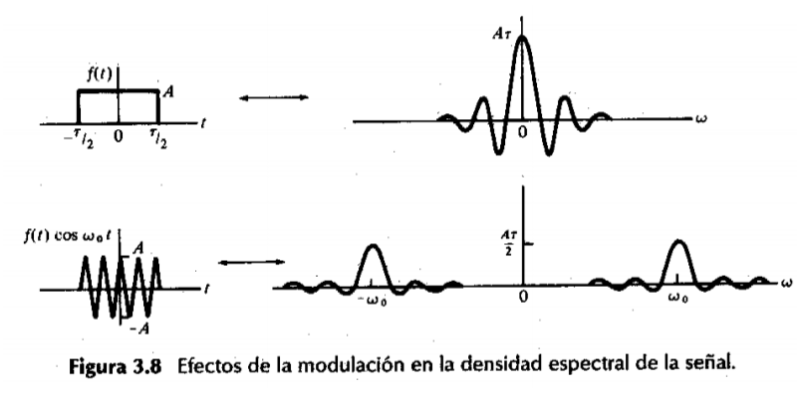 f(t)
A
t
−τ/2 0 τ/2
Aτ
0
ω
f(t) cos ω₀t
A
t
−A
Aτ
2
−ω₀
0
ω₀
ω
Figura 3.8 Efectos de la modulación en la densidad espectral de la señal.